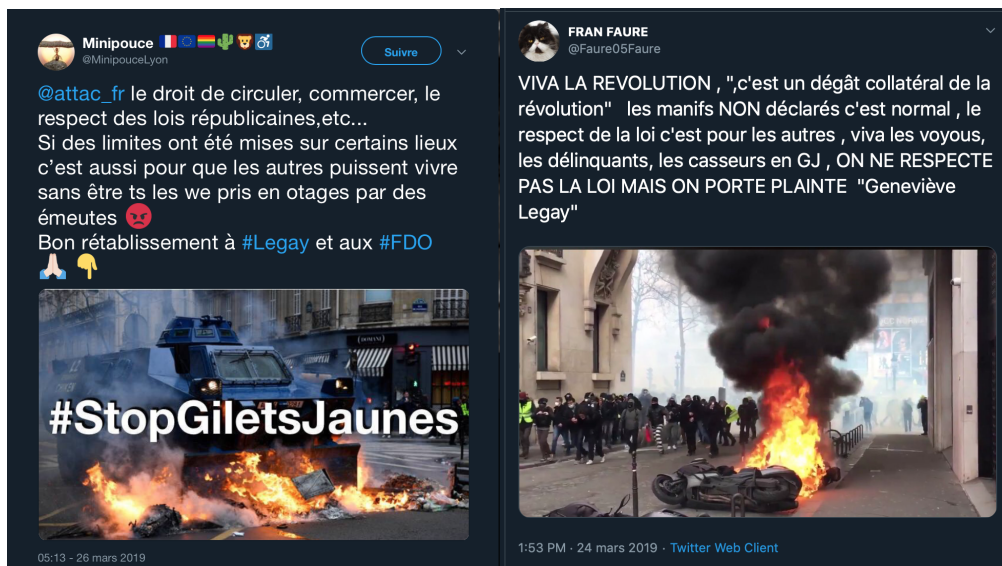 Minipouce 🇫🇷🇪🇺🏳️‍🌈🌵🦁♿
@MinipouceLyon
Suivre
@attac_fr le droit de circuler, commercer, le
respect des lois républicaines,etc...
Si des limites ont été mises sur certains lieux
c’est aussi pour que les autres puissent vivre
sans être ts les we pris en otages par des
émeutes 😡
Bon rétablissement à #Legay et aux #FDO
🙏🏻 👇
#StopGiletsJaunes
05:13 - 26 mars 2019
FRAN FAURE
@Faure05Faure
VIVA LA REVOLUTION , ",c'est un dégât collatéral de la
révolution" les manifs NON déclarés c'est normal , le
respect de la loi c'est pour les autres , viva les voyous,
les délinquants, les casseurs en GJ , ON NE RESPECTE
PAS LA LOI MAIS ON PORTE PLAINTE "Geneviève
Legay"
1:53 PM · 24 mars 2019 · Twitter Web Client